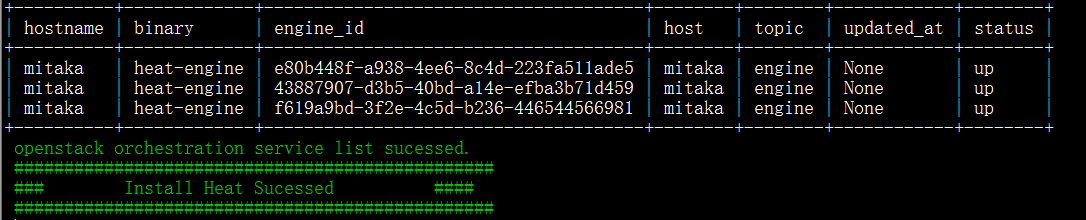 +----------+-------------+--------------------------------------+--------+--------+------------+--------+
| hostname | binary | engine_id | host | topic | updated_at | status |
+----------+-------------+--------------------------------------+--------+--------+------------+--------+
| mitaka | heat-engine | e80b448f-a938-4ee6-8c4d-223fa511ade5 | mitaka | engine | None | up |
| mitaka | heat-engine | 43887907-d3b5-40bd-a14e-efba3b71d459 | mitaka | engine | None | up |
| mitaka | heat-engine | f619a9bd-3f2e-4c5d-b236-446544566981 | mitaka | engine | None | up |
+----------+-------------+--------------------------------------+--------+--------+------------+--------+
openstack orchestration service list sucessed.
################################################
### Install Heat Sucessed ####
################################################